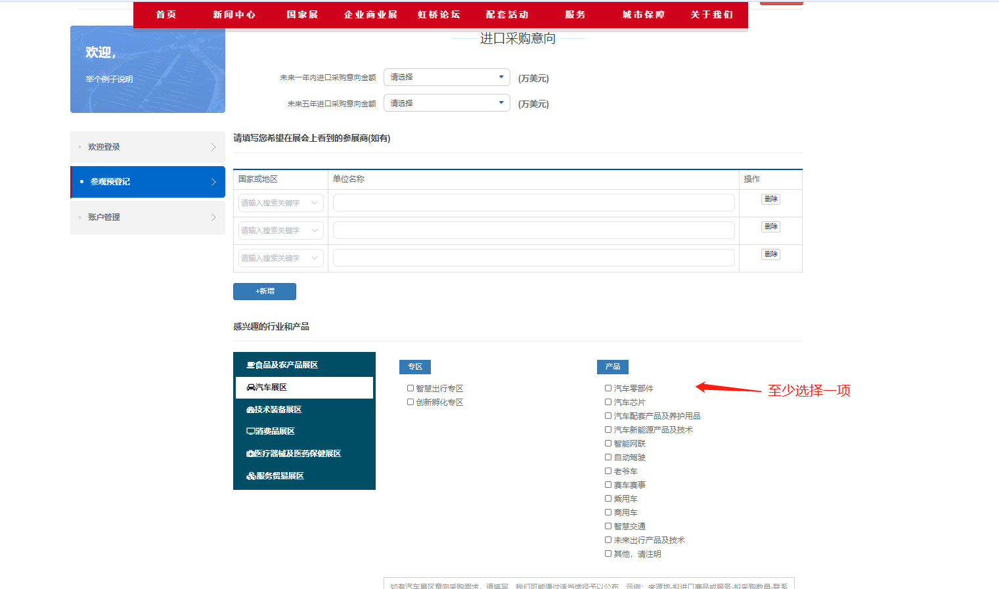 首页 新闻中心 国家展 企业商业展 虹桥论坛 配套活动 服务 城市保障 关于我们
欢迎，
举个例子说明
欢迎登录
参观预登记
账户管理
进口采购意向
未来一年内进口采购意向金额 请选择 (万美元)
未来五年进口采购意向金额 请选择 (万美元)
请填写您希望在展会上看到的参展商(如有)
国家或地区 单位名称 操作
请输入搜索关键字 删除
请输入搜索关键字 删除
请输入搜索关键字 删除
+新增
感兴趣的行业和产品
食品及农产品展区
汽车展区
技术装备展区
消费品展区
医疗器械及医药保健展区
服务贸易展区
专区
智慧出行专区
创新孵化专区
产品
汽车零部件
汽车芯片
汽车配套产品及养护用品
汽车新能源产品及技术
智能网联
自动驾驶
老爷车
赛车赛事
乘用车
商用车
智慧交通
未来出行产品及技术
其他，请注明
至少选择一项
如有汽车展区意向采购需求，请填写，我们可能通过适当途径予以公布，示例：来源地-拟进口商品或服务-拟采购数量-联系